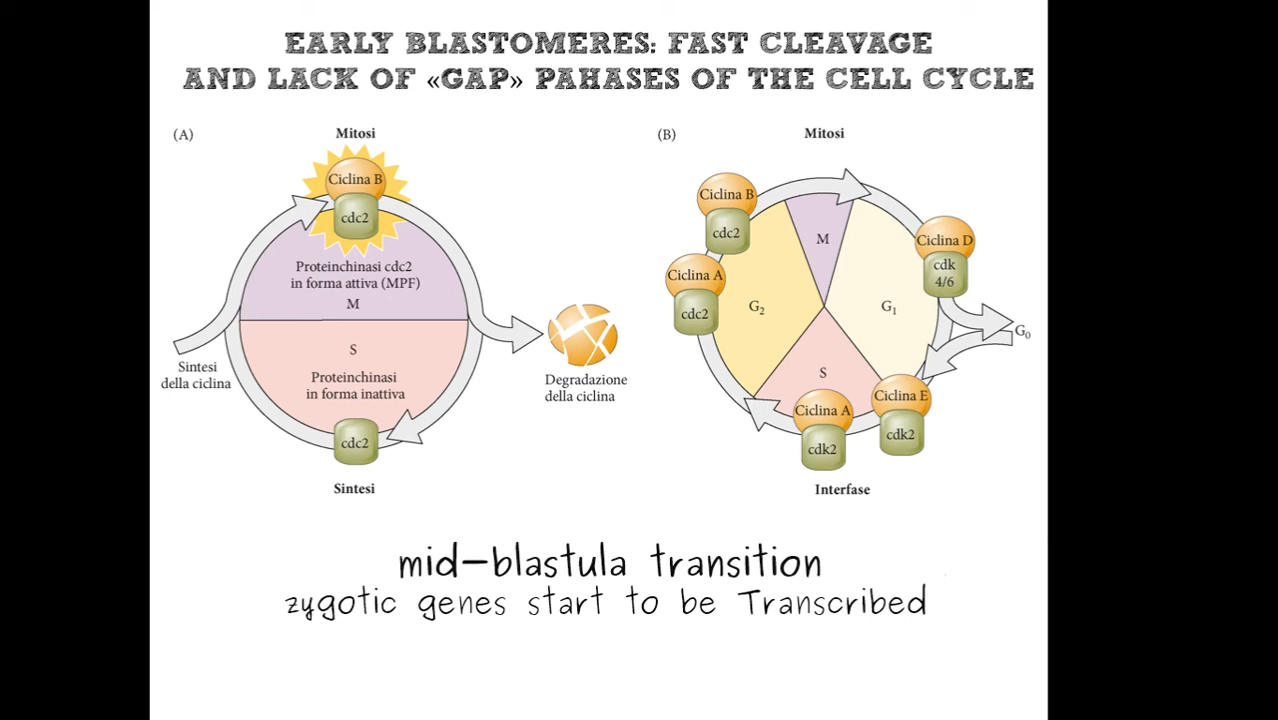 EARLY BLASTOMERES: FAST CLEAVAGE
AND LACK OF «GAP» PAHASES OF THE CELL CYCLE
(A)
Mitosi
Ciclina B
cdc2
Proteinchinasi cdc2
in forma attiva (MPF)
M
S
Proteinchinasi
in forma inattiva
cdc2
Sintesi
della ciclina
Degradazione
della ciclina
Sintesi
(B)
Mitosi
Ciclina B
cdc2
M
Ciclina D
cdk
4/6
Ciclina A
cdc2
G₂
G₁
G₀
S
Ciclina E
cdk2
Ciclina A
cdk2
Interfase
mid-blastula transition
zygotic genes start to be Transcribed